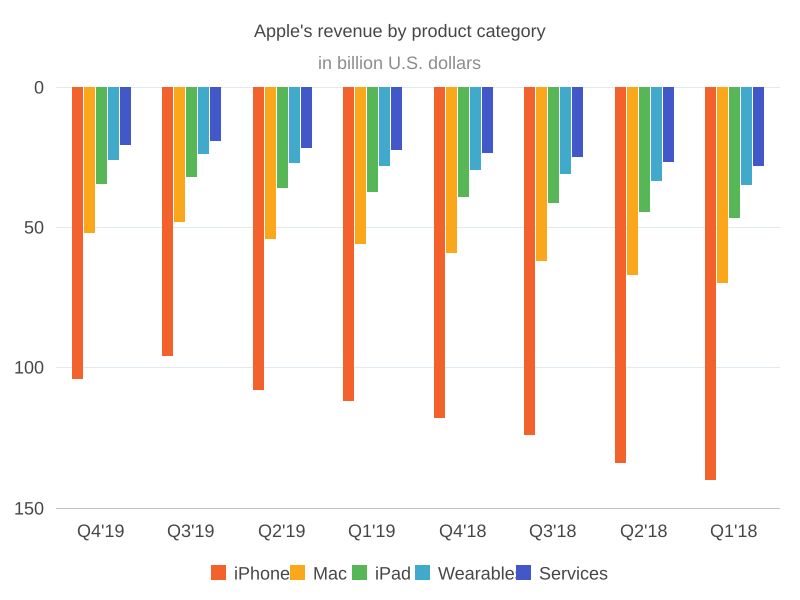 Apple's revenue by product category
in billion U.S. dollars
0
50
100
150
Q4'19 Q3'19 Q2'19 Q1'19 Q4'18 Q3'18 Q2'18 Q1'18
iPhone Mac iPad Wearables Services